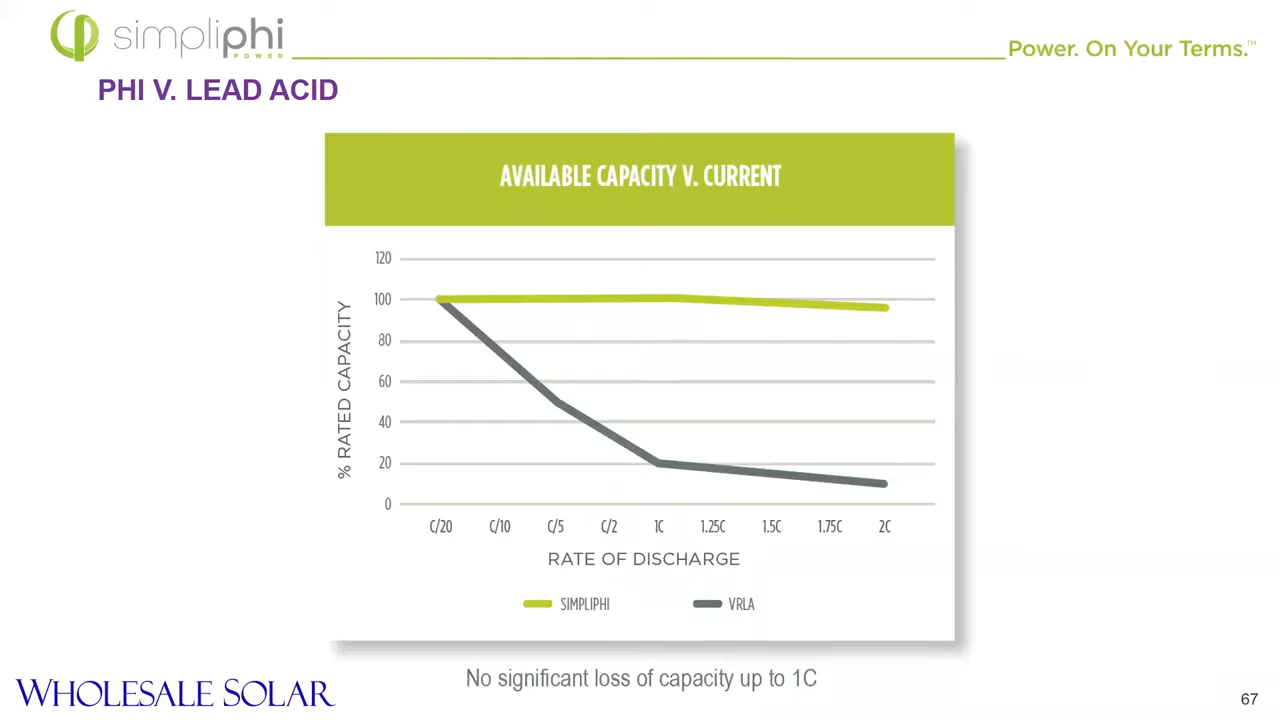 simpliphi
POWER
Power. On Your Terms.™
PHI V. LEAD ACID
AVAILABLE CAPACITY V. CURRENT
% RATED CAPACITY
120
100
80
60
40
20
0
C/20 C/10 C/5 C/2 1C 1.25C 1.5C 1.75C 2C
RATE OF DISCHARGE
SIMPLIPHI VRLA
No significant loss of capacity up to 1C
WHOLESALE SOLAR
67